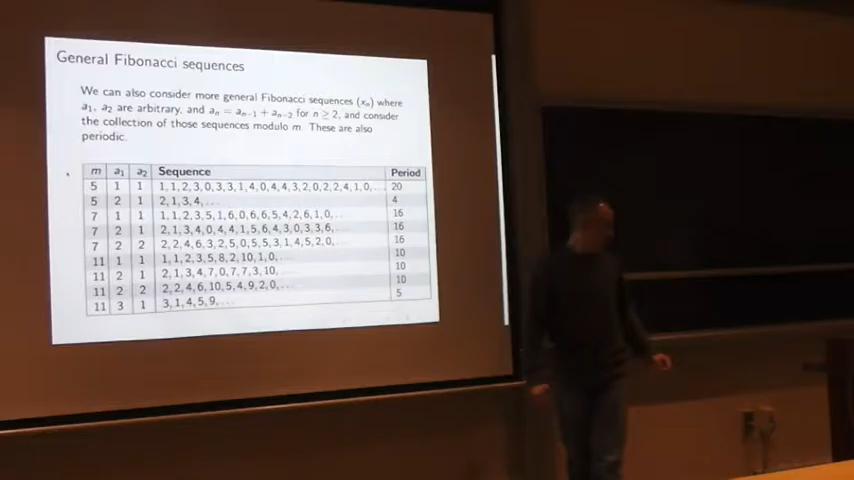 General Fibonacci sequences
We can also consider more general Fibonacci sequences (xₙ) where
a₁, a₂ are arbitrary, and aₙ = aₙ₋₁ + aₙ₋₂ for n ≥ 2, and consider
the collection of those sequences modulo m. These are also
periodic.
m a₁ a₂ Sequence Period
5 1 1 1,1,2,3,0,3,3,1,4,0,4,4,3,2,0,2,2,4,1,0,... 20
5 2 1 2,1,3,4,... 4
7 1 1 1,1,2,3,5,1,6,0,6,6,5,4,2,6,1,0,... 16
7 2 1 2,1,3,4,0,4,4,1,5,6,4,3,0,3,3,6,... 16
7 2 2 2,2,4,6,3,2,5,0,5,5,3,1,4,5,2,0,... 16
11 1 1 1,1,2,3,5,8,2,10,1,0,... 10
11 2 1 2,1,3,4,7,0,7,7,3,10,... 10
11 2 2 2,2,4,6,10,5,4,9,2,0,... 10
11 3 1 3,1,4,5,9,... 5